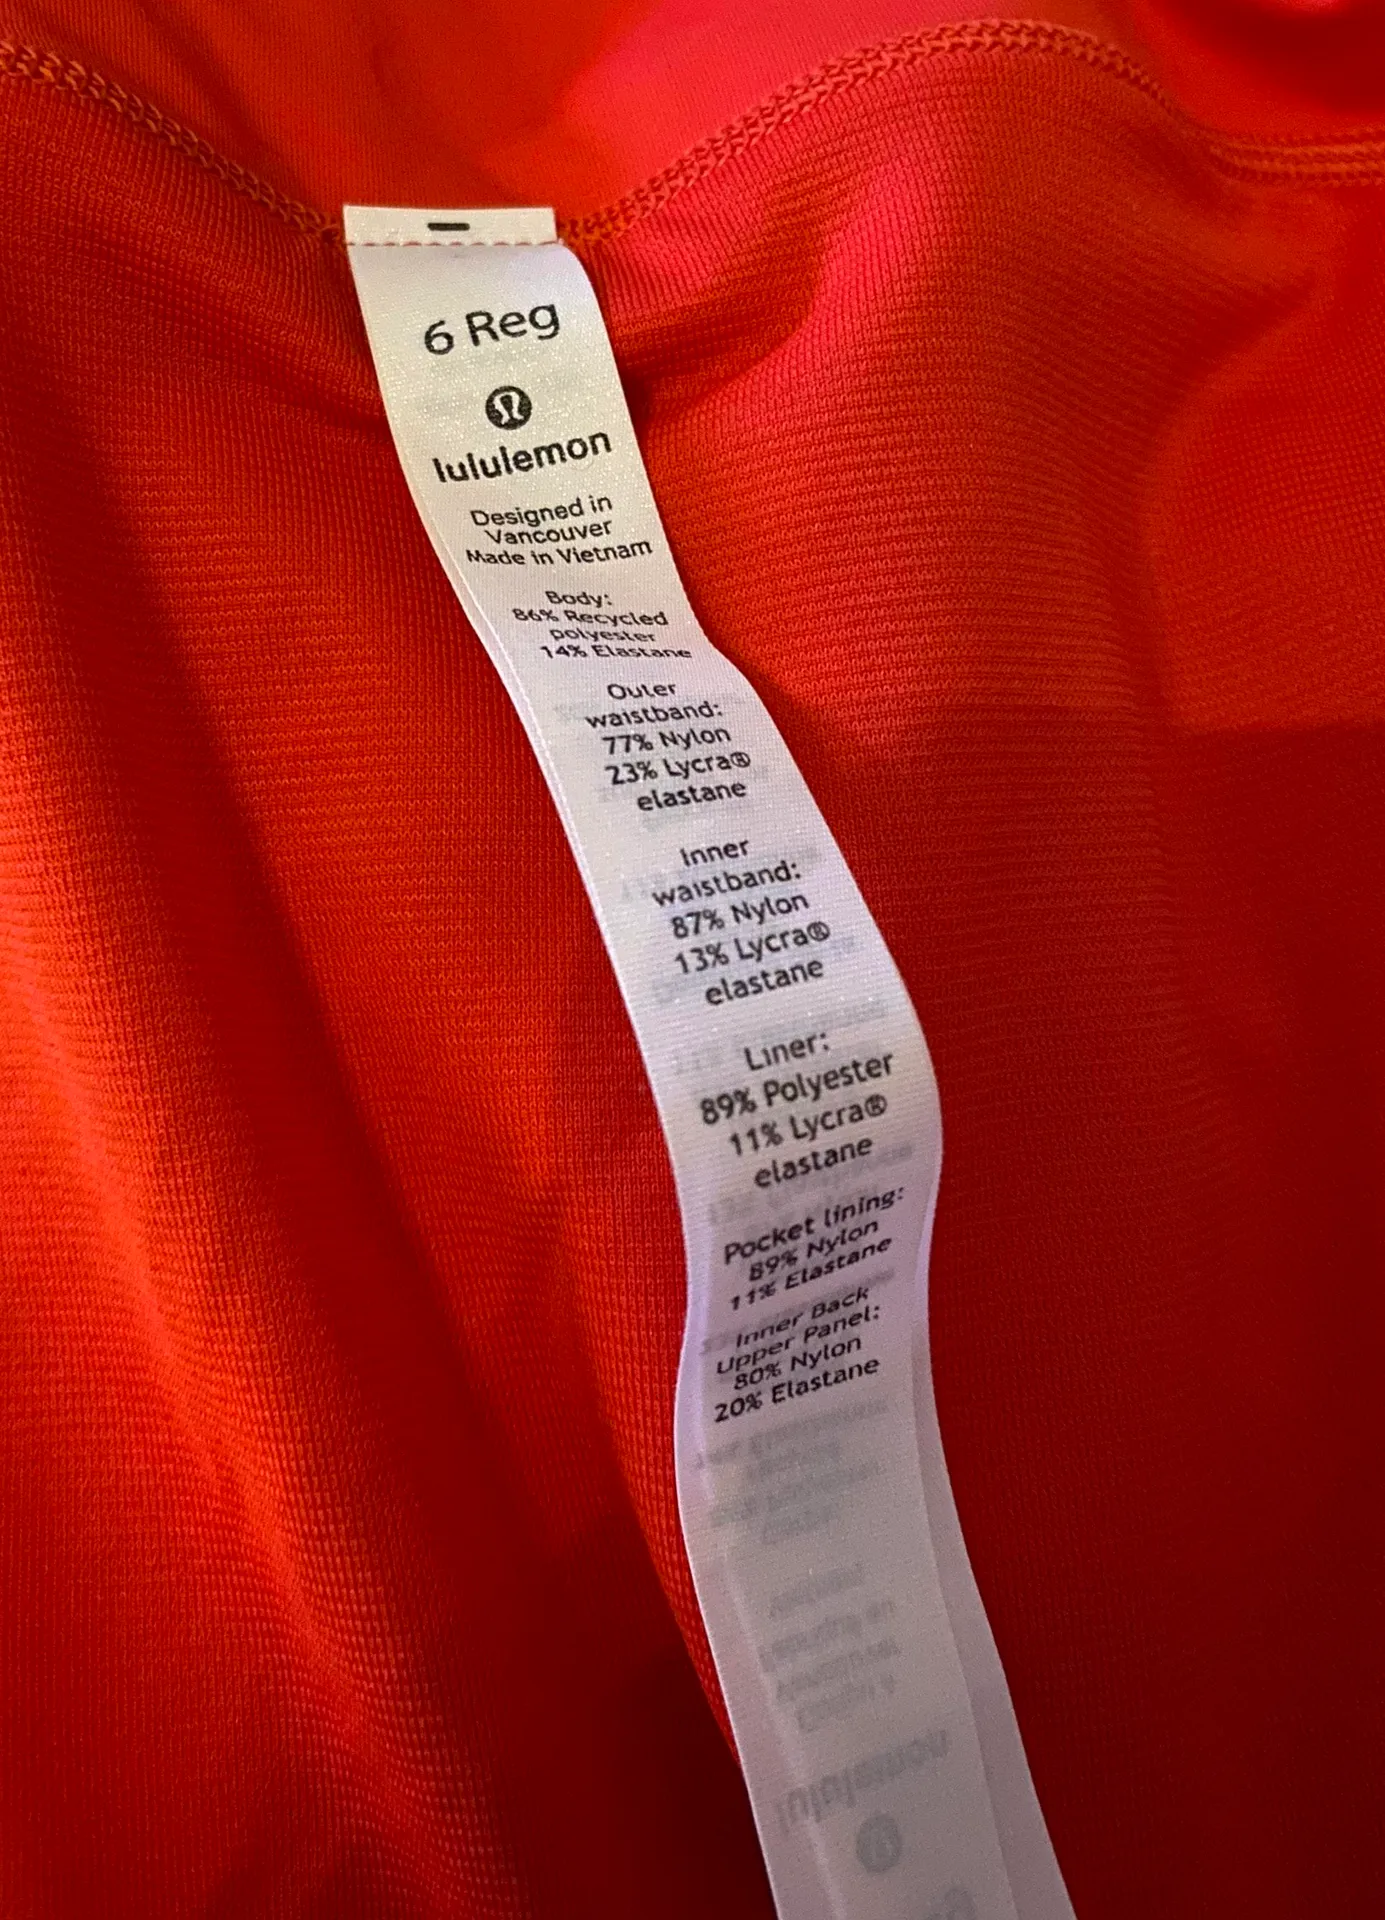 6 Reg
lululemon
Designed in
Vancouver
Made in Vietnam
Body:
86% Recycled
polyester
14% Elastane
Outer
waistband:
77% Nylon
23% Lycra®
elastane
Inner
waistband:
87% Nylon
13% Lycra®
elastane
Liner:
89% Polyester
11% Lycra®
elastane
Pocket lining:
89% Nylon
11% Elastane
Inner Back
Upper Panel:
80% Nylon
20% Elastane
lululemon